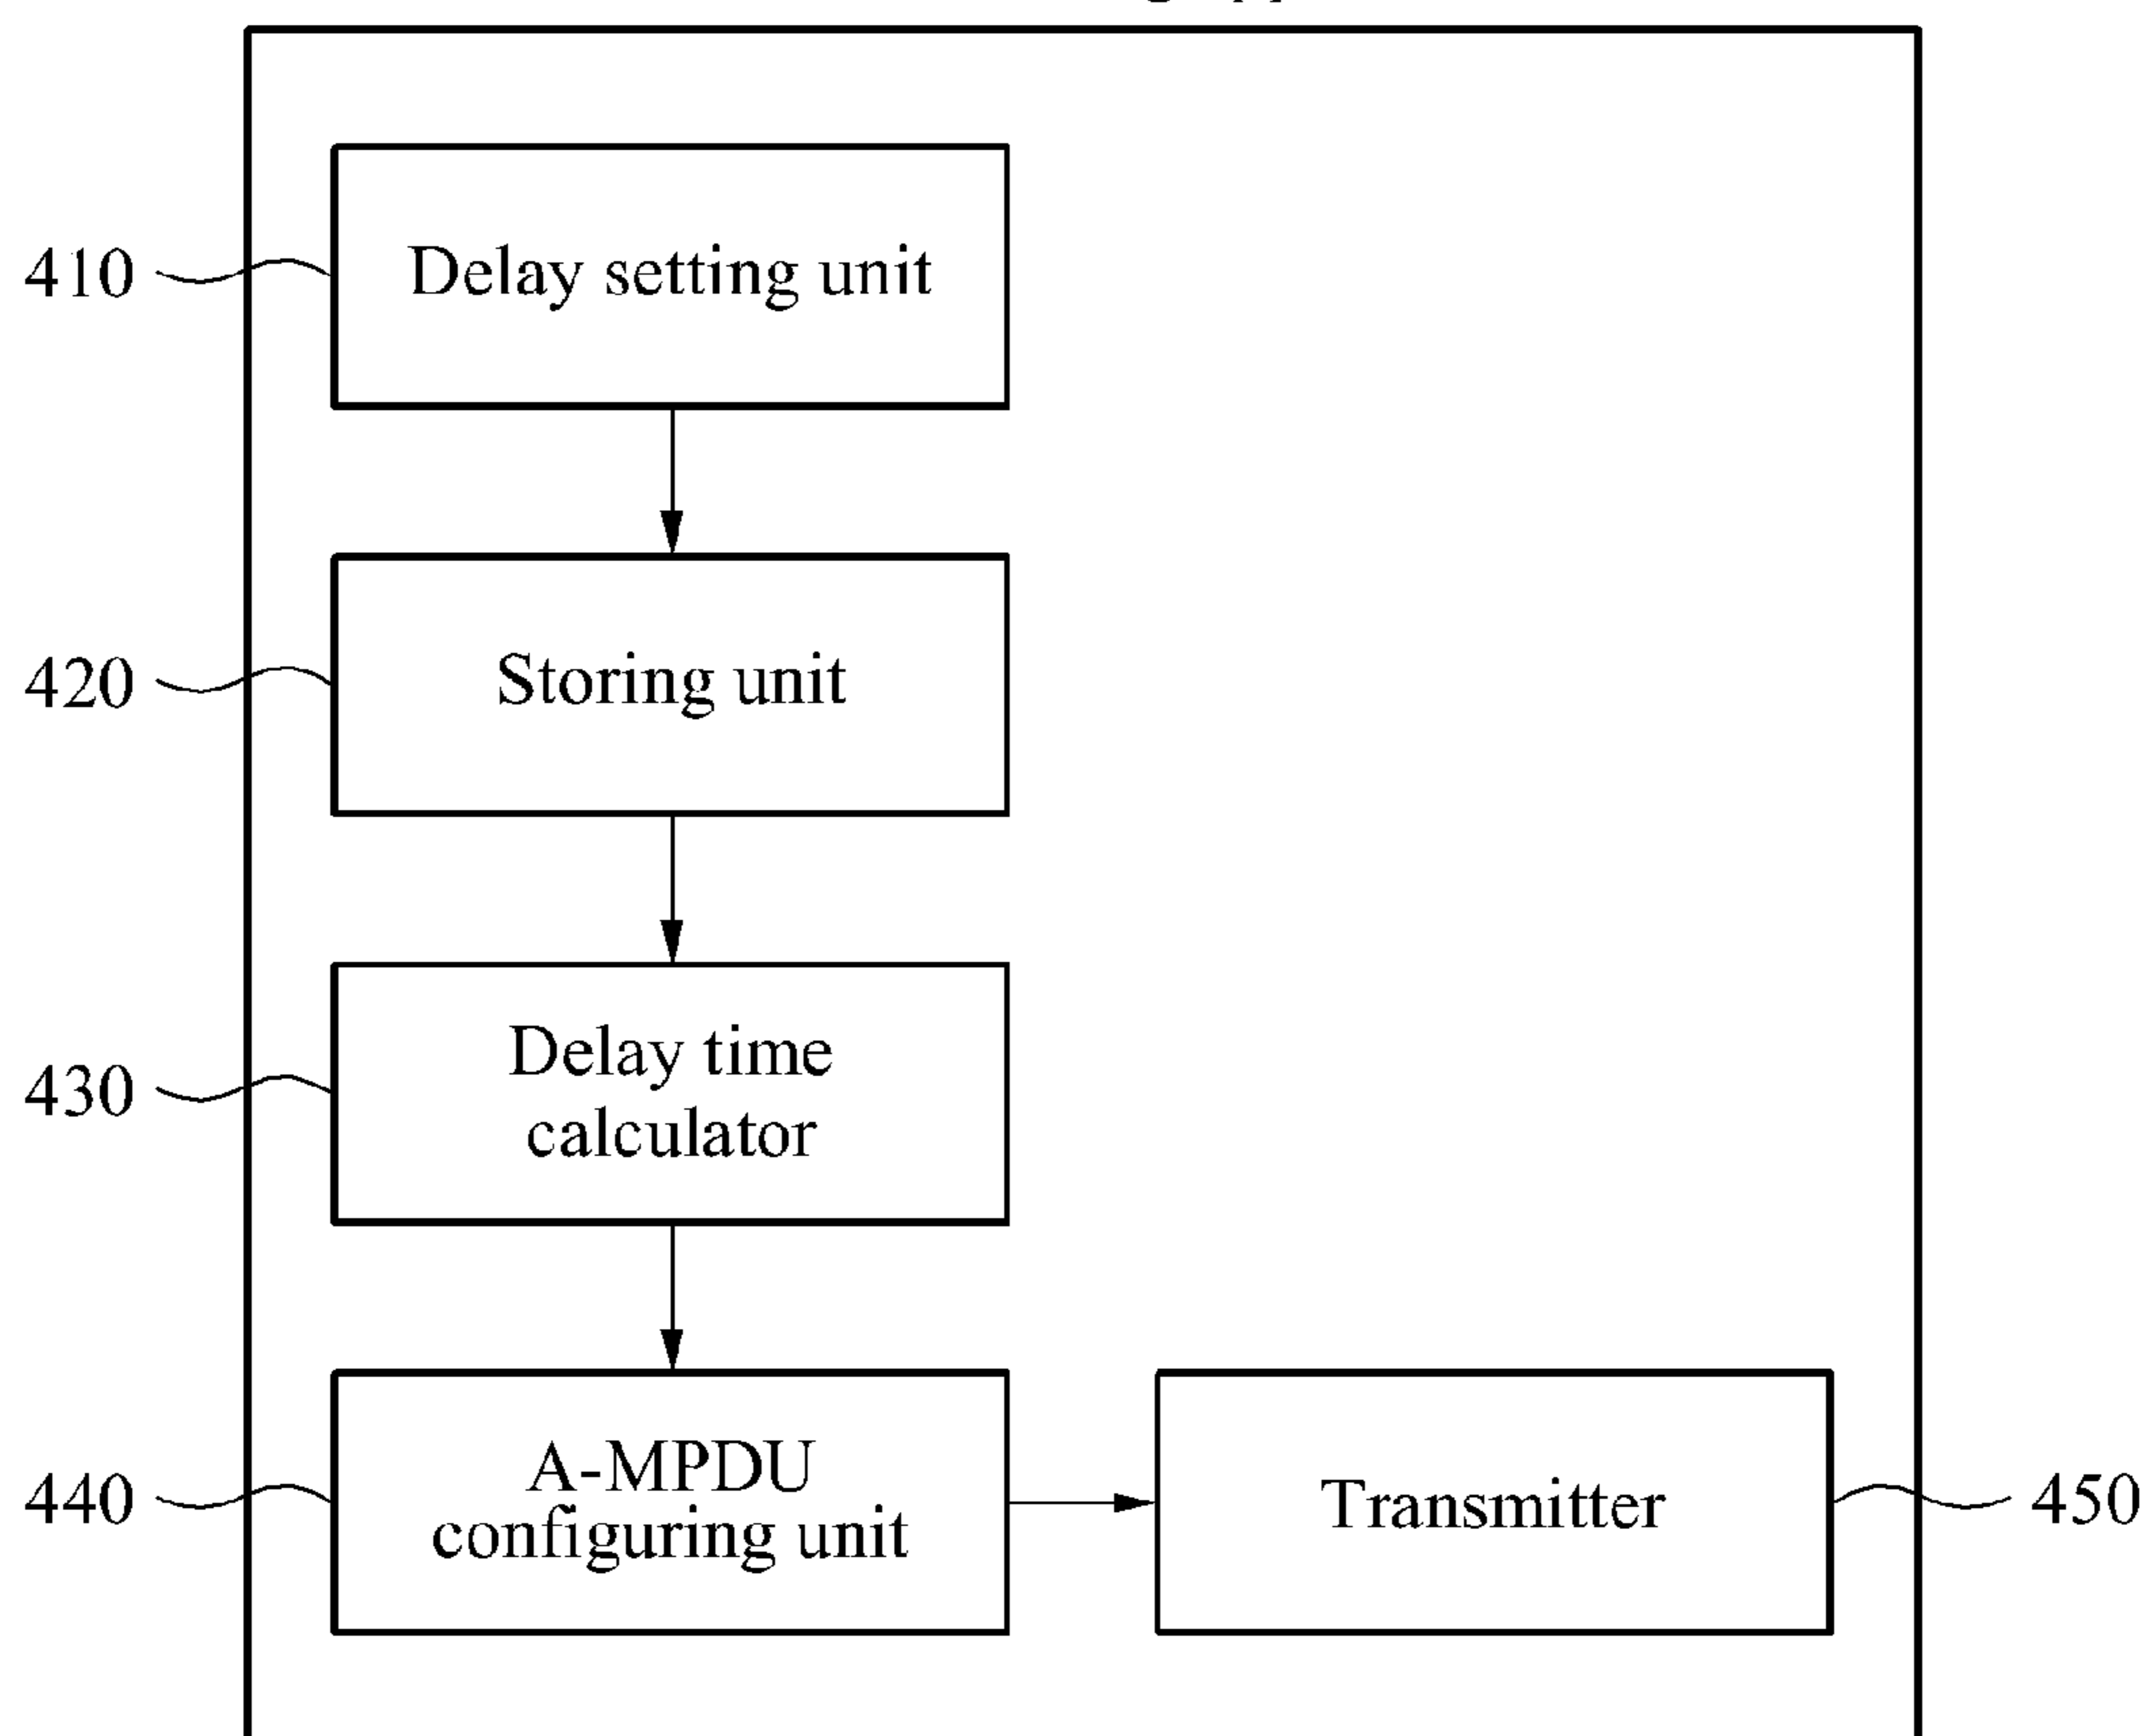 410
Delay setting unit
420
Storing unit
430
Delay time
calculator
440
A-MPDU
configuring unit
Transmitter
450